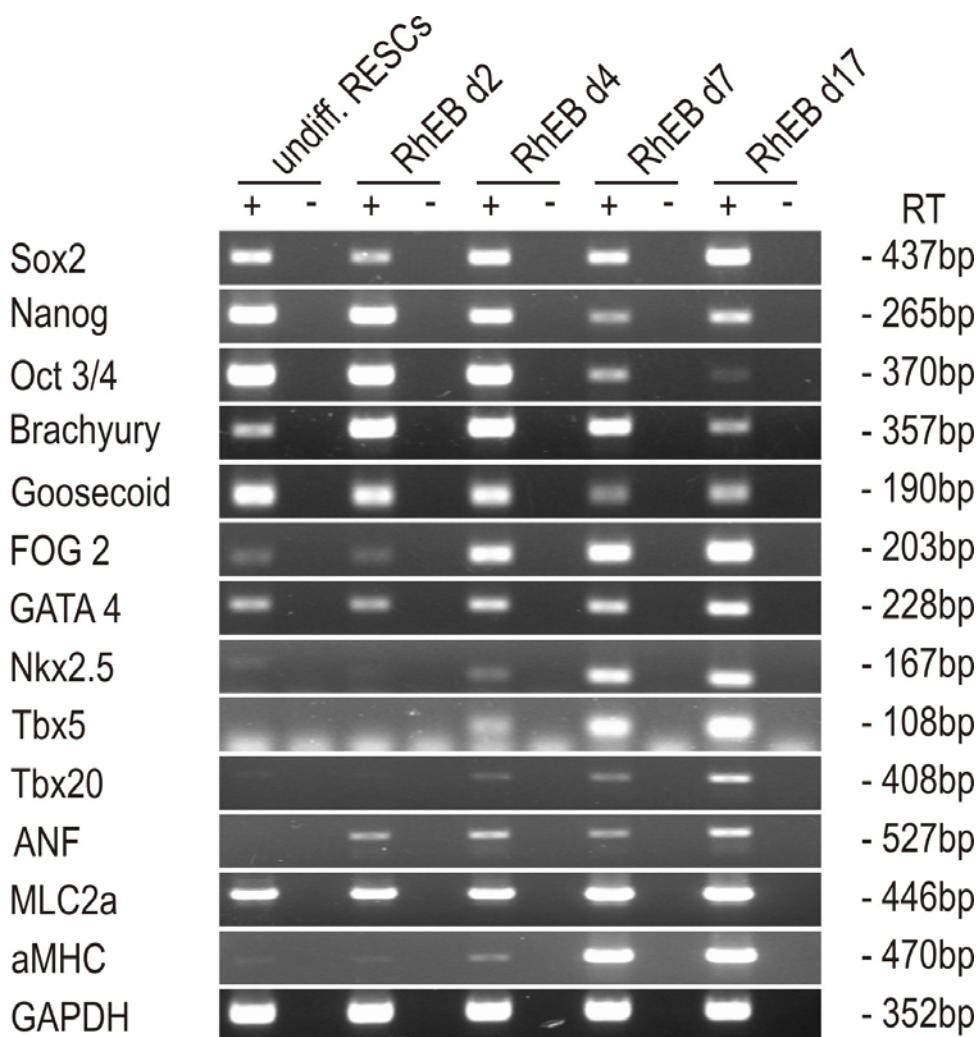 undiff. RESCs
RhEB d2
RhEB d4
RhEB d7
RhEB d17
+ - + - + - + - + - RT
Sox2 - 437bp
Nanog - 265bp
Oct 3/4 - 370bp
Brachyury - 357bp
Goosecoid - 190bp
FOG 2 - 203bp
GATA 4 - 228bp
Nkx2.5 - 167bp
Tbx5 - 108bp
Tbx20 - 408bp
ANF - 527bp
MLC2a - 446bp
aMHC - 470bp
GAPDH - 352bp